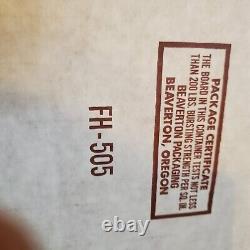 PACKAGE CERTIFICATE
THE BOARD IN THIS CONTAINER TESTS NOT LESS
THAN 200 LBS. BURSTING STRENGTH PER SQ. IN.
BEAVERTON PACKAGING
BEAVERTON, OREGON
FH-505